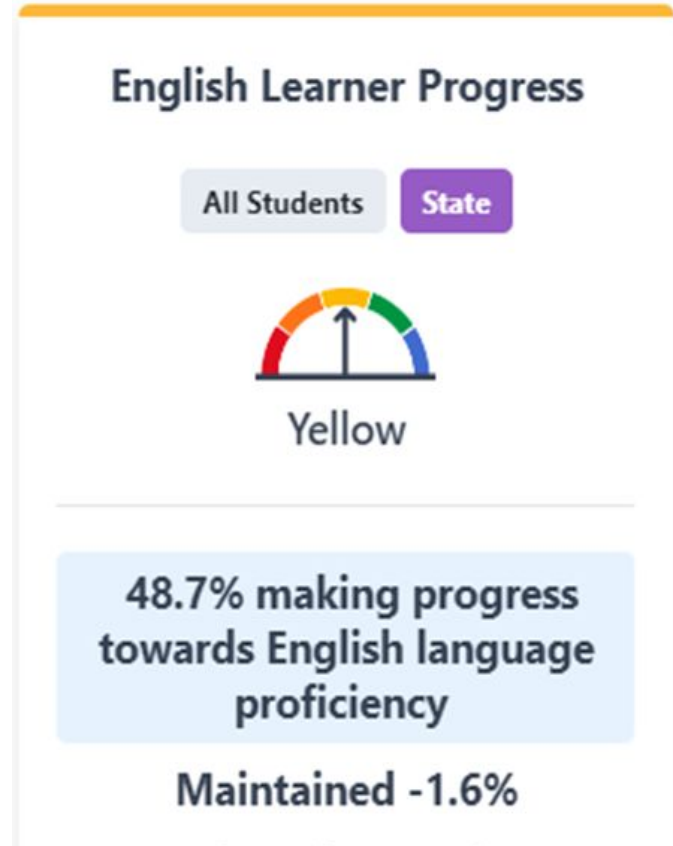 English Learner Progress
All Students State
Yellow
48.7% making progress
towards English language
proficiency
Maintained -1.6%